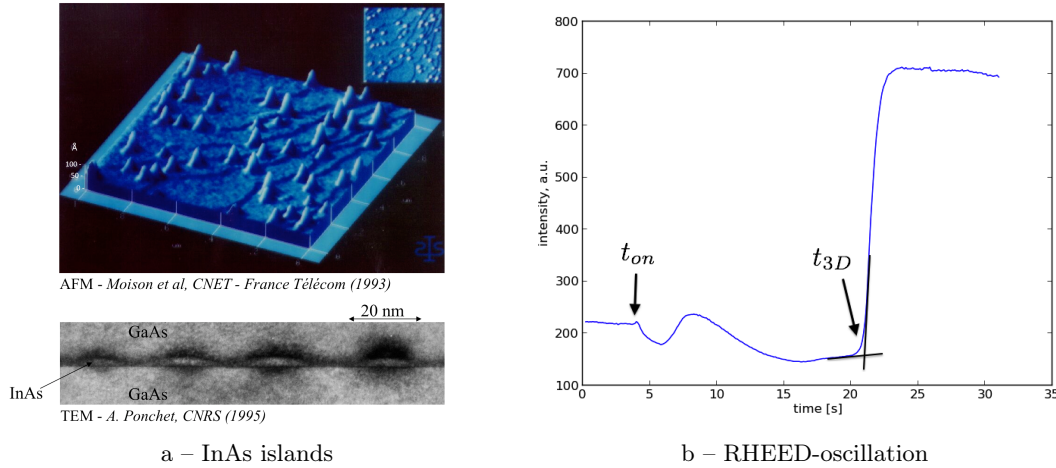 Å
100
50
0
AFM - Moison et al, CNET - France Télécom (1993)
20 nm
GaAs
InAs
GaAs
TEM - A. Ponchet, CNRS (1995)
a – InAs islands
800
700
600
500
400
300
200
100
intensity, a.u.
t_on
t_3D
0 5 10 15 20 25 30 35
time [s]
b – RHEED-oscillation